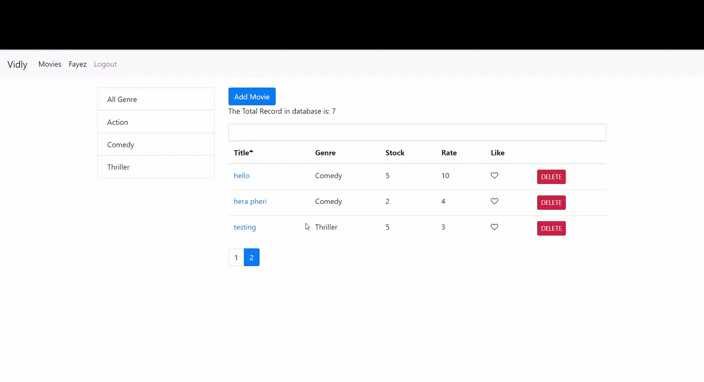 Vidly Movies Fayez Logout
All Genre
Action
Comedy
Thriller
Add Movie
The Total Record in database is: 7
Title Genre Stock Rate Like
hello Comedy 5 10 DELETE
hera pheri Comedy 2 4 DELETE
testing Thriller 5 3 DELETE
1 2